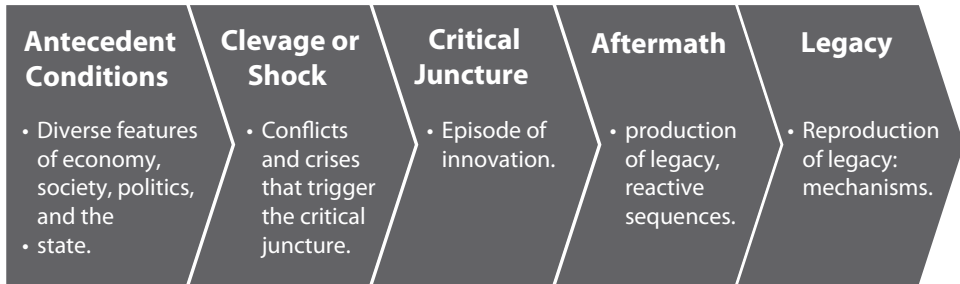 Antecedent
Conditions
• Diverse features
of economy,
society, politics,
and the
• state.
Clevage or
Shock
• Conflicts
and crises
that trigger
the critical
juncture.
Critical
Juncture
• Episode of
innovation.
Aftermath
• production
of legacy,
reactive
sequences.
Legacy
• Reproduction
of legacy:
mechanisms.